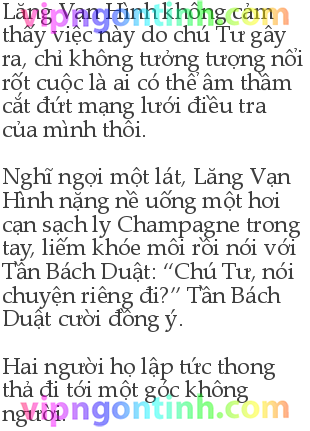 Lăng Vạn Hình không cảm
thấy việc này do chú Tư gây
ra, chỉ không tưởng tượng nổi
rốt cuộc là ai có thể âm thầm
cắt đứt mạng lưới điều tra
của mình thôi.
Nghĩ ngợi một lát, Lăng Vạn
Hình nặng nề uống một hơi
cạn sạch ly Champagne trong
tay, liếm khóe môi rồi nói với
Tần Bách Duật: “Chú Tư, nói
chuyện riêng đi?” Tần Bách
Duật cười đồng ý.
Hai người họ lập tức thong
thả đi tới một góc không
người.
vipngontinh.com
vipngontinh.com